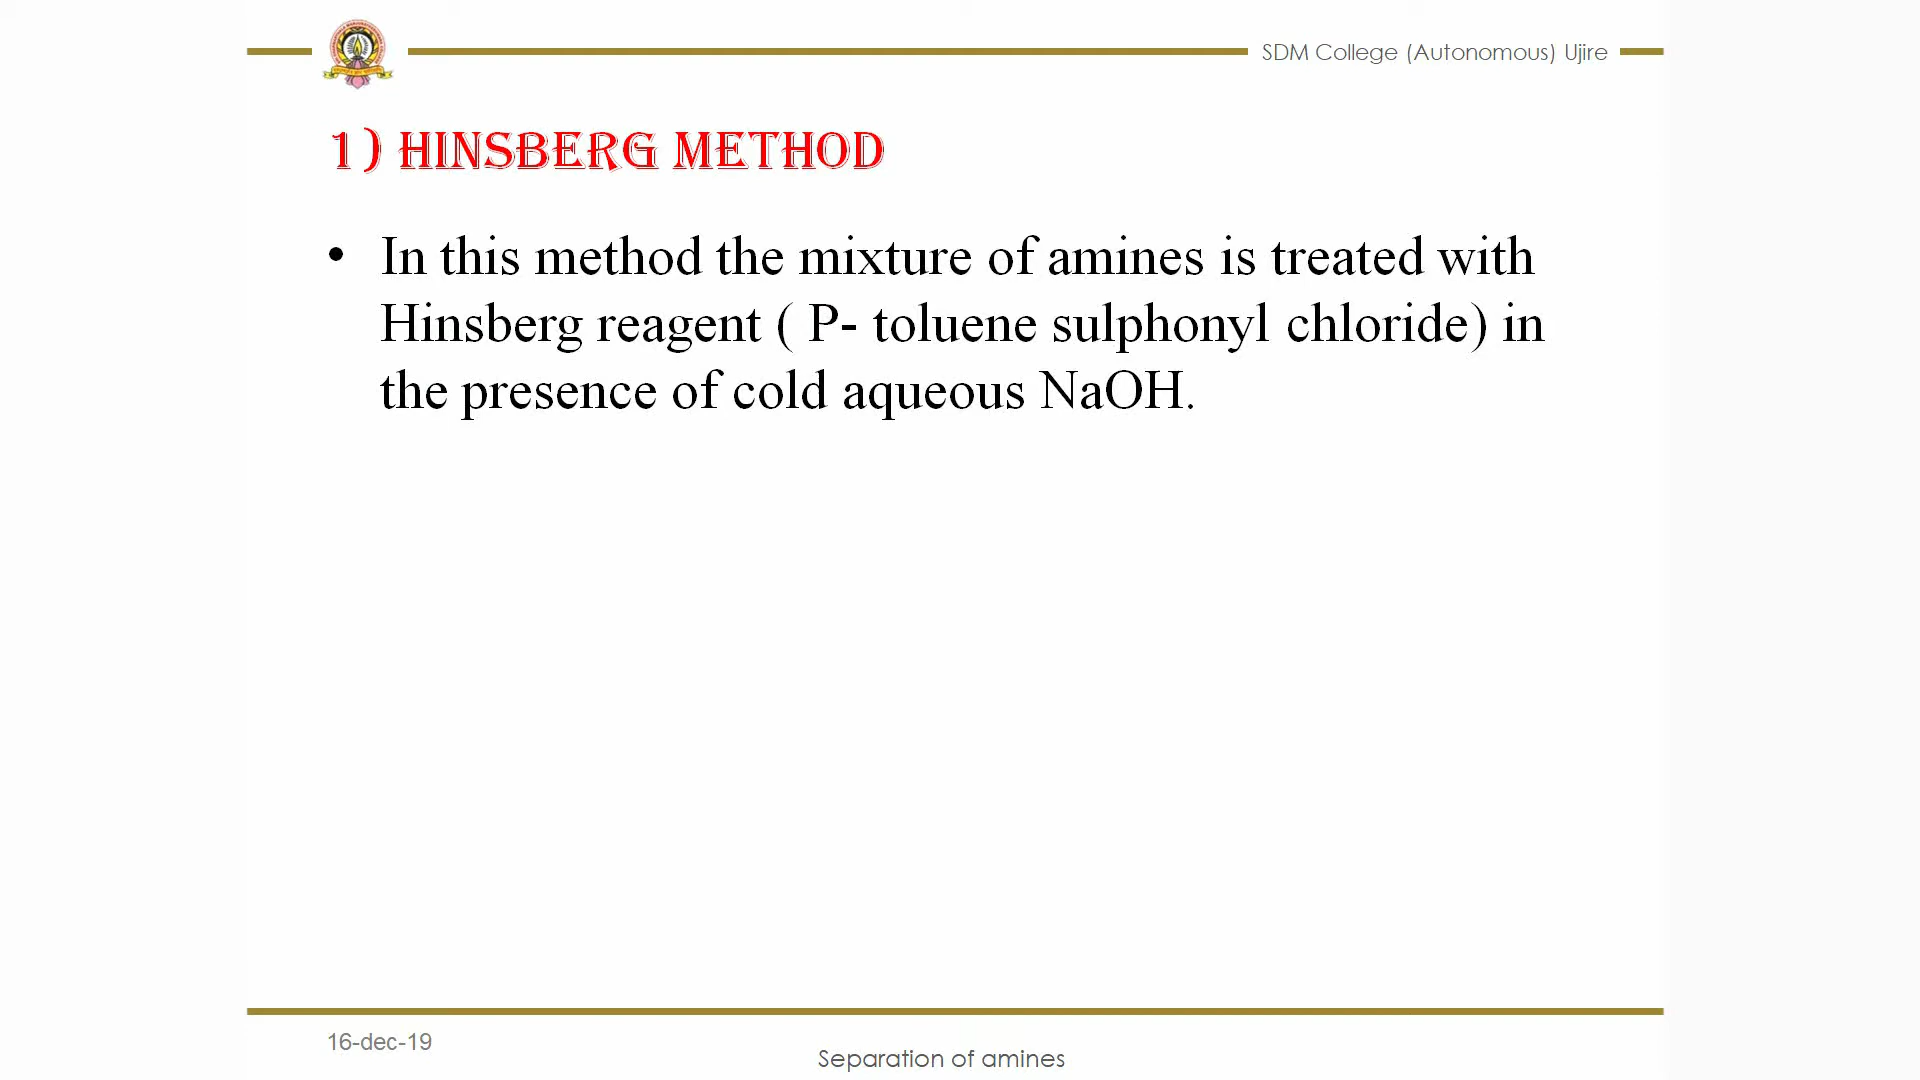 SDM College (Autonomous) Ujire
1) HINSBERG METHOD
• In this method the mixture of amines is treated with
Hinsberg reagent ( P- toluene sulphonyl chloride) in
the presence of cold aqueous NaOH.
16-dec-19
Separation of amines